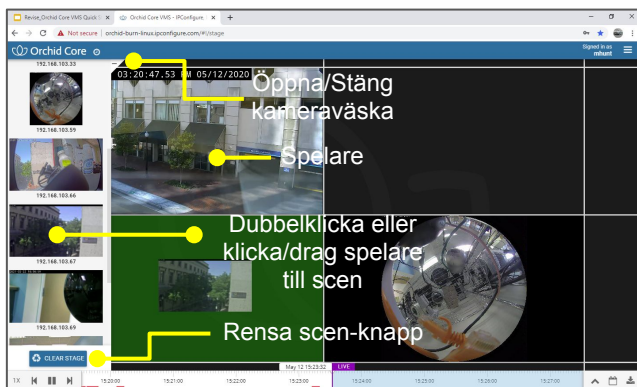 Revise_Orchid Core VMS Quick S
Orchid Core VMS - IPConfigure
Not secure | orchid-burn-linux.ipconfigure.com/#!/stage
Orchid Core
Signed in as
mhunt
192.168.103.33
192.168.103.59
192.168.103.66
192.168.103.67
192.168.103.69
03:20:47.53 PM 05/12/2020
Öppna/Stäng
kameraväska
Spelare
Dubbelklicka eller
klicka/drag spelare
till scen
Rensa scen-knapp
CLEAR STAGE
May 12 15:23:32
LIVE
1X
15:20:00
15:21:00
15:22:00
15:23:00
15:24:00
15:25:00
15:26:00
15:27:00